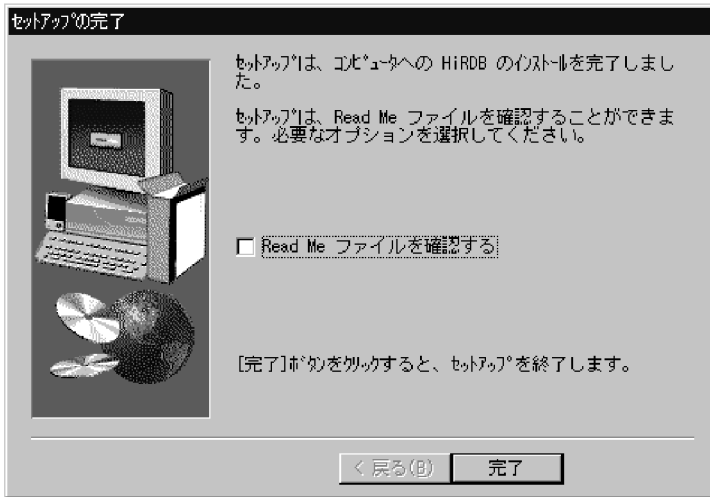 ｾｯﾄｱｯﾌﾟの完了
ｾｯﾄｱｯﾌﾟは、ｺﾝﾋﾟｭｰﾀへの HiRDB のｲﾝｽﾄｰﾙを完了しまし
た。
ｾｯﾄｱｯﾌﾟは、Read Me ファイルを確認することができま
す。必要なオプションを選択してください。
Read Me ファイルを確認する
[完了]ﾎﾞﾀﾝをｸﾘｯｸすると、ｾｯﾄｱｯﾌﾟを終了します。
< 戻る(B)
完了